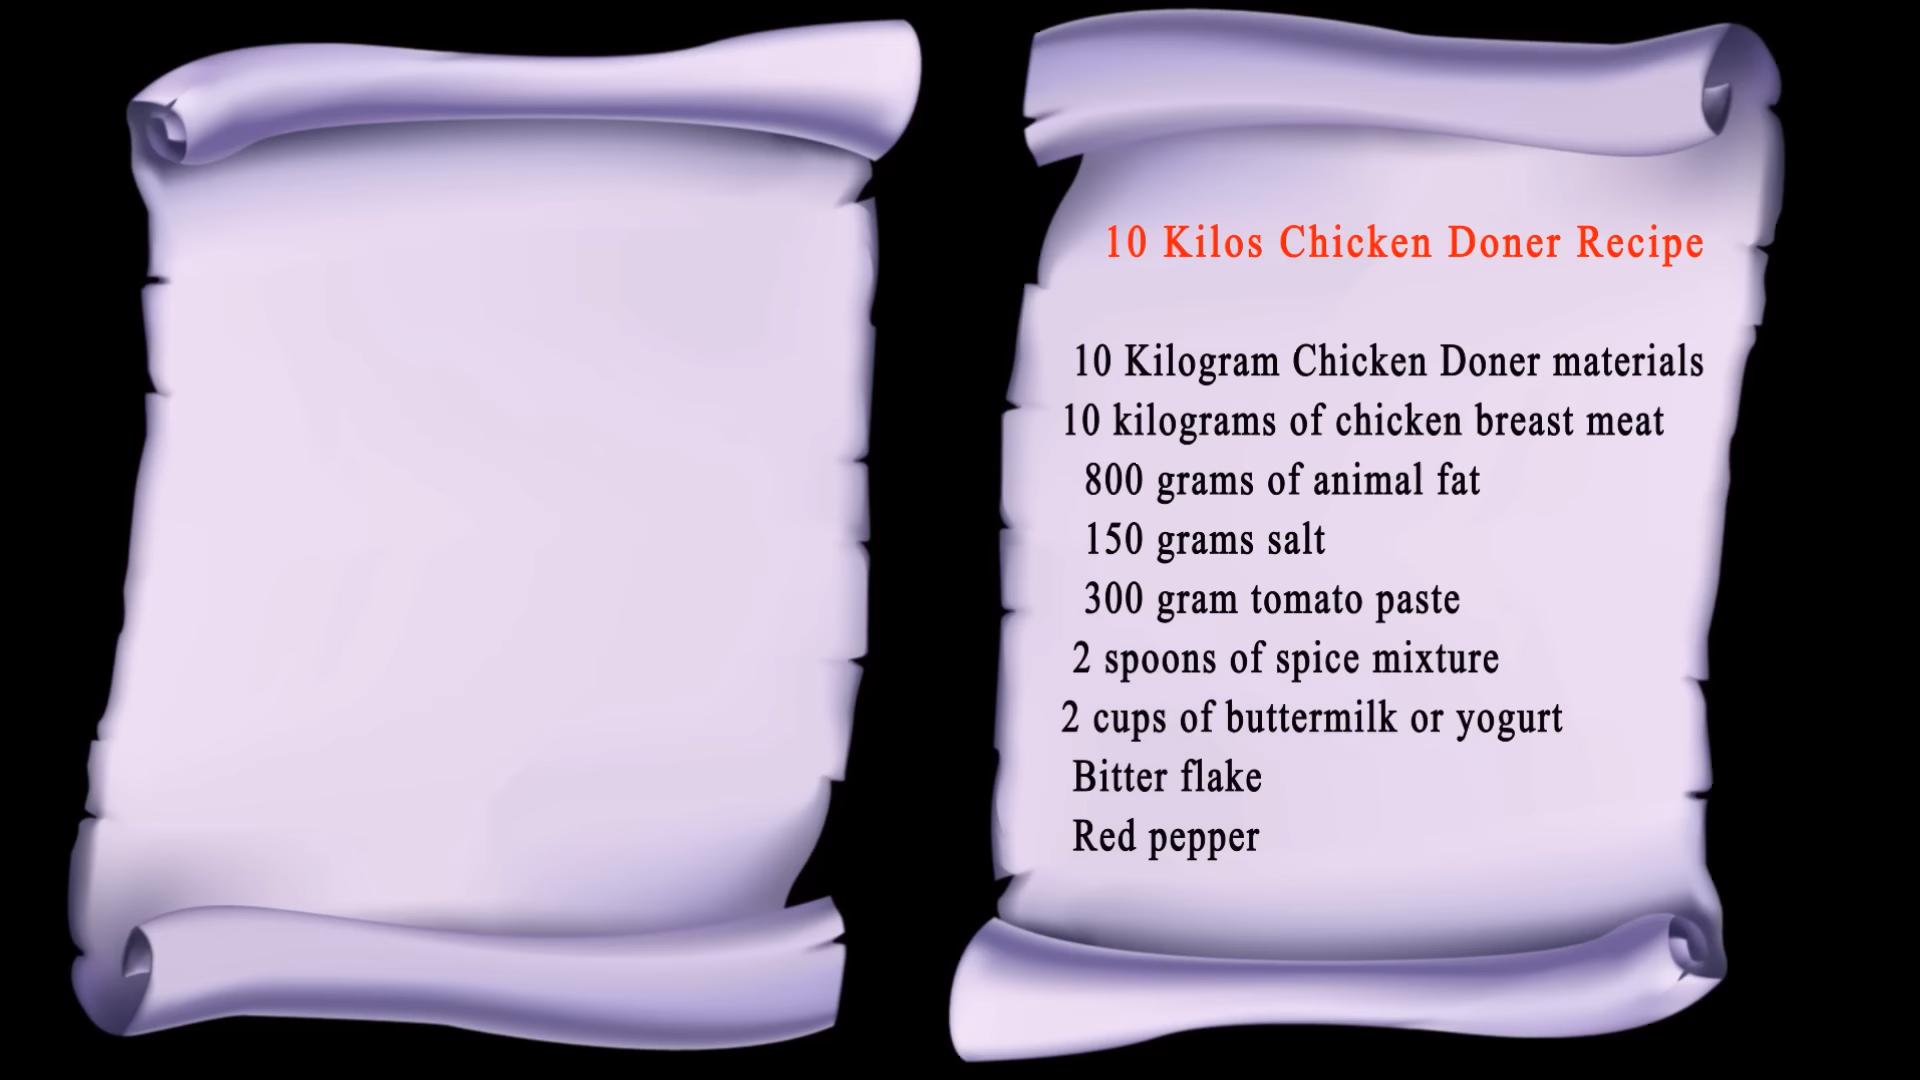 10 Kilos Chicken Doner Recipe
10 Kilogram Chicken Doner materials
10 kilograms of chicken breast meat
800 grams of animal fat
150 grams salt
300 gram tomato paste
2 spoons of spice mixture
2 cups of buttermilk or yogurt
Bitter flake
Red pepper